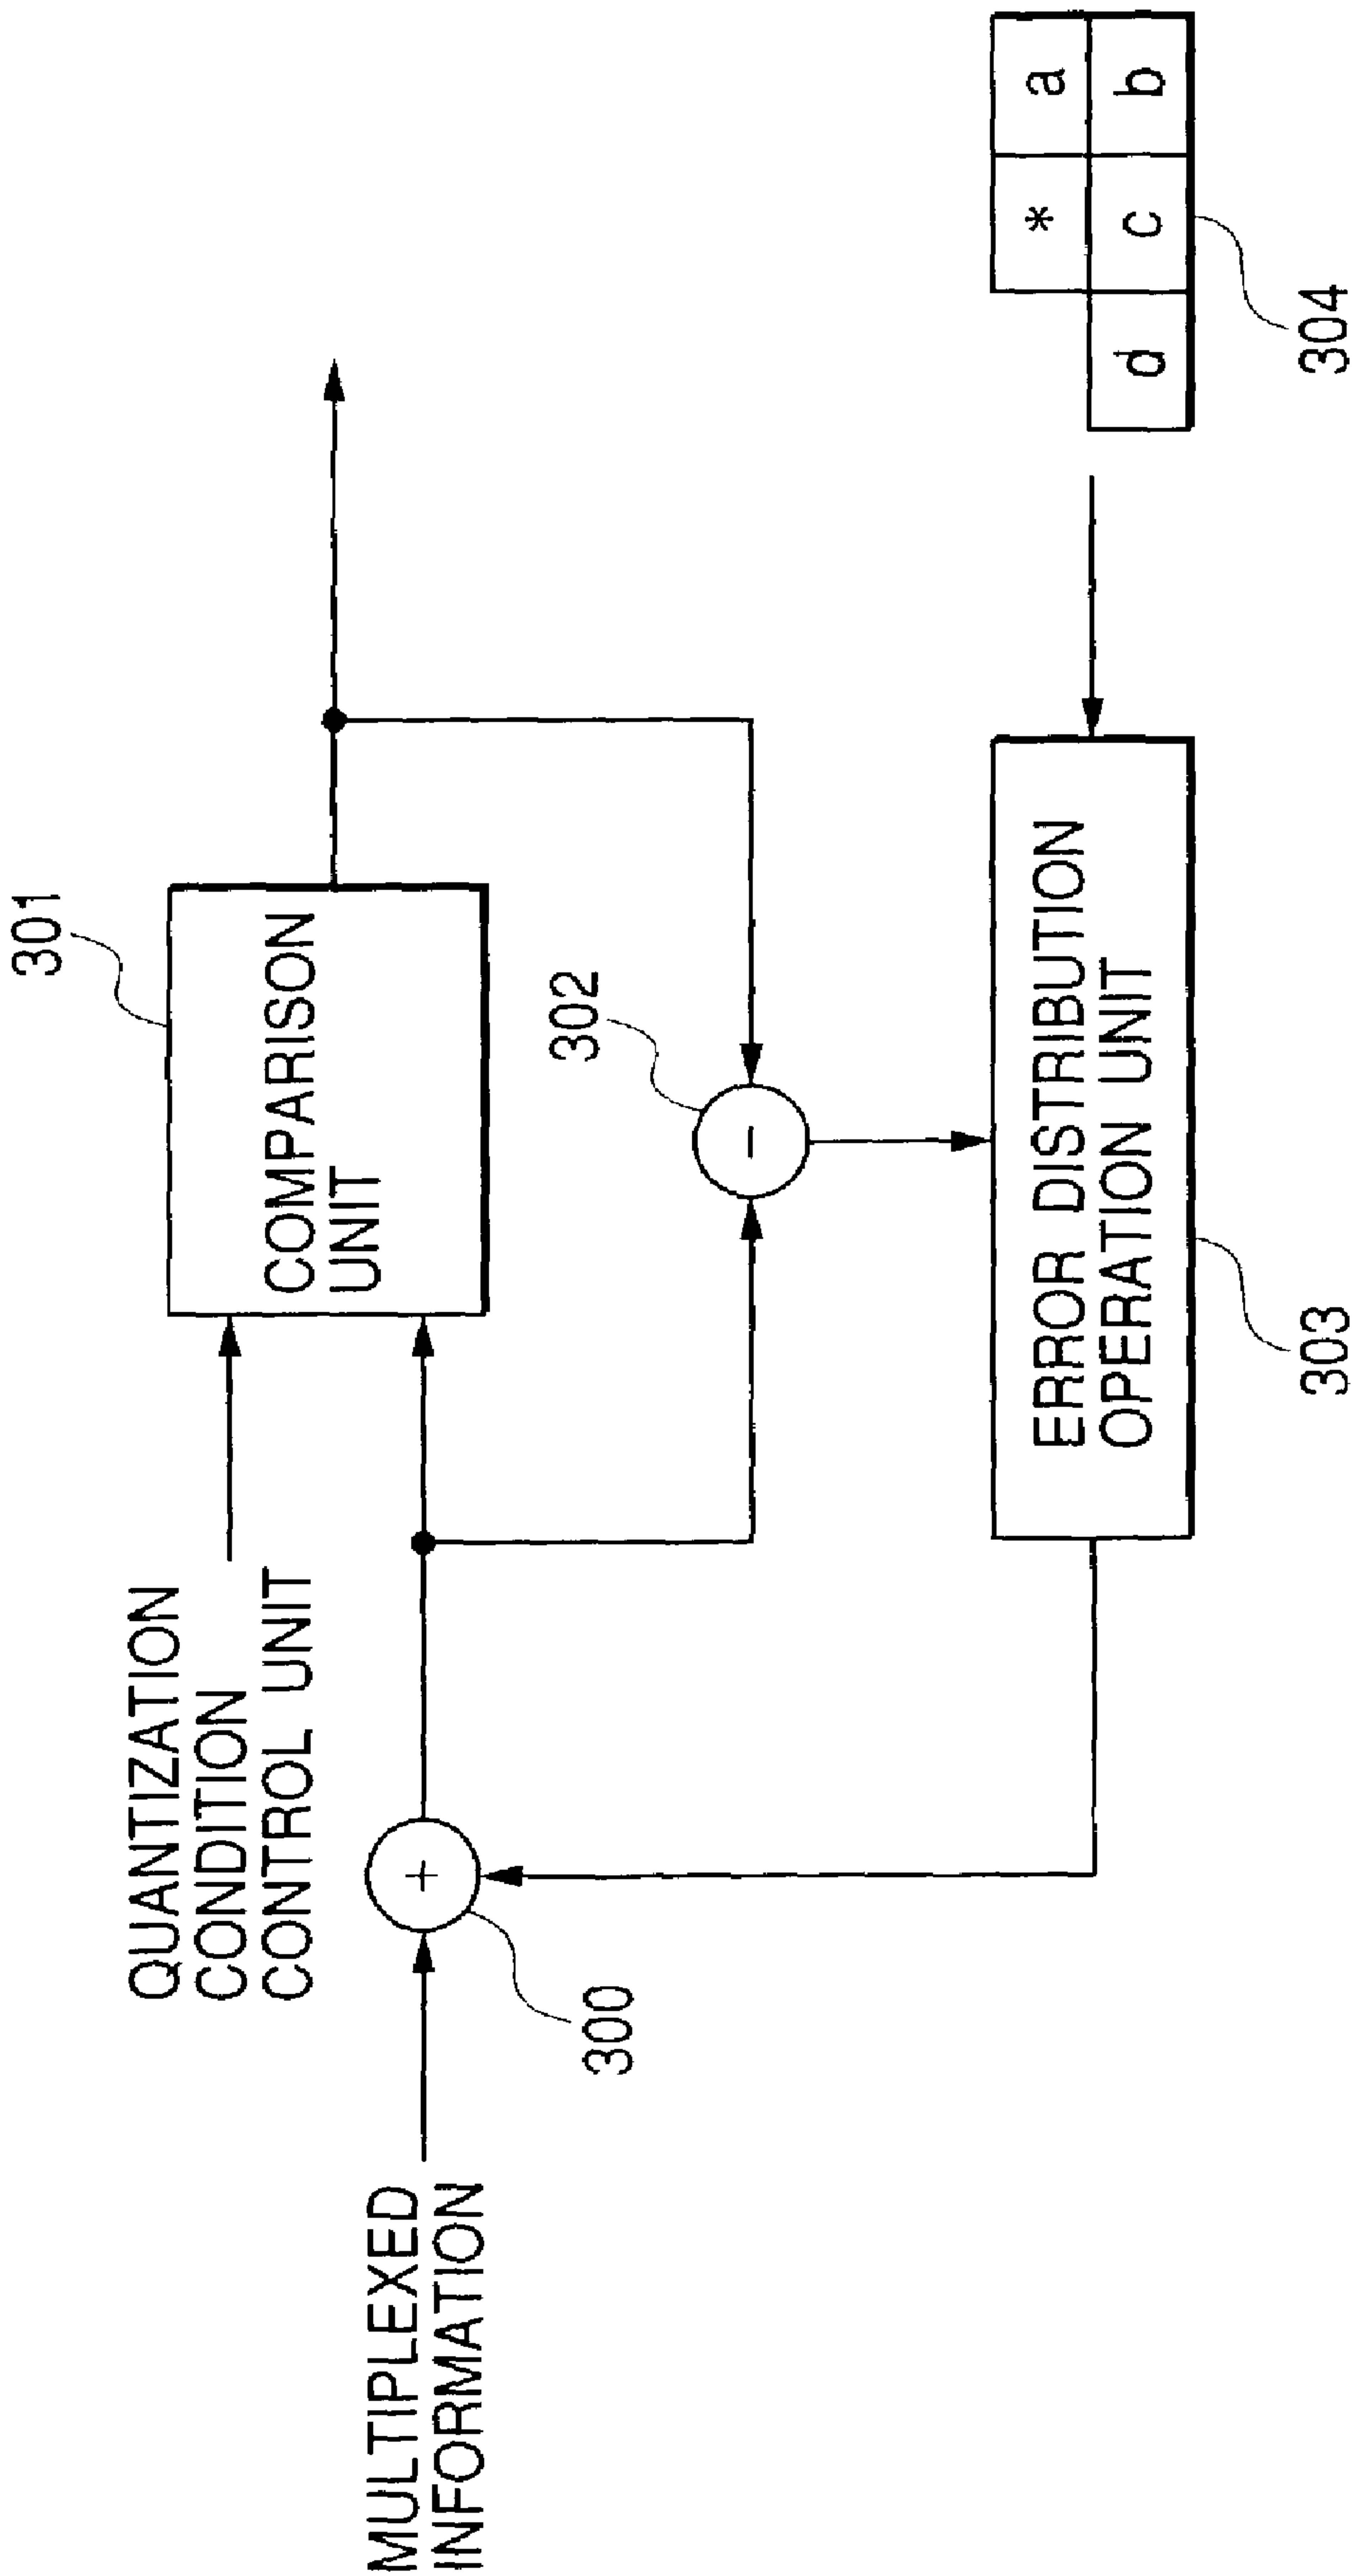 301
QUANTIZATION
CONDITION
CONTROL UNIT
COMPARISON
UNIT
MULTIPLEXED
INFORMATION
300
302
-
+
* a
d c b
ERROR DISTRIBUTION
OPERATION UNIT
303
304